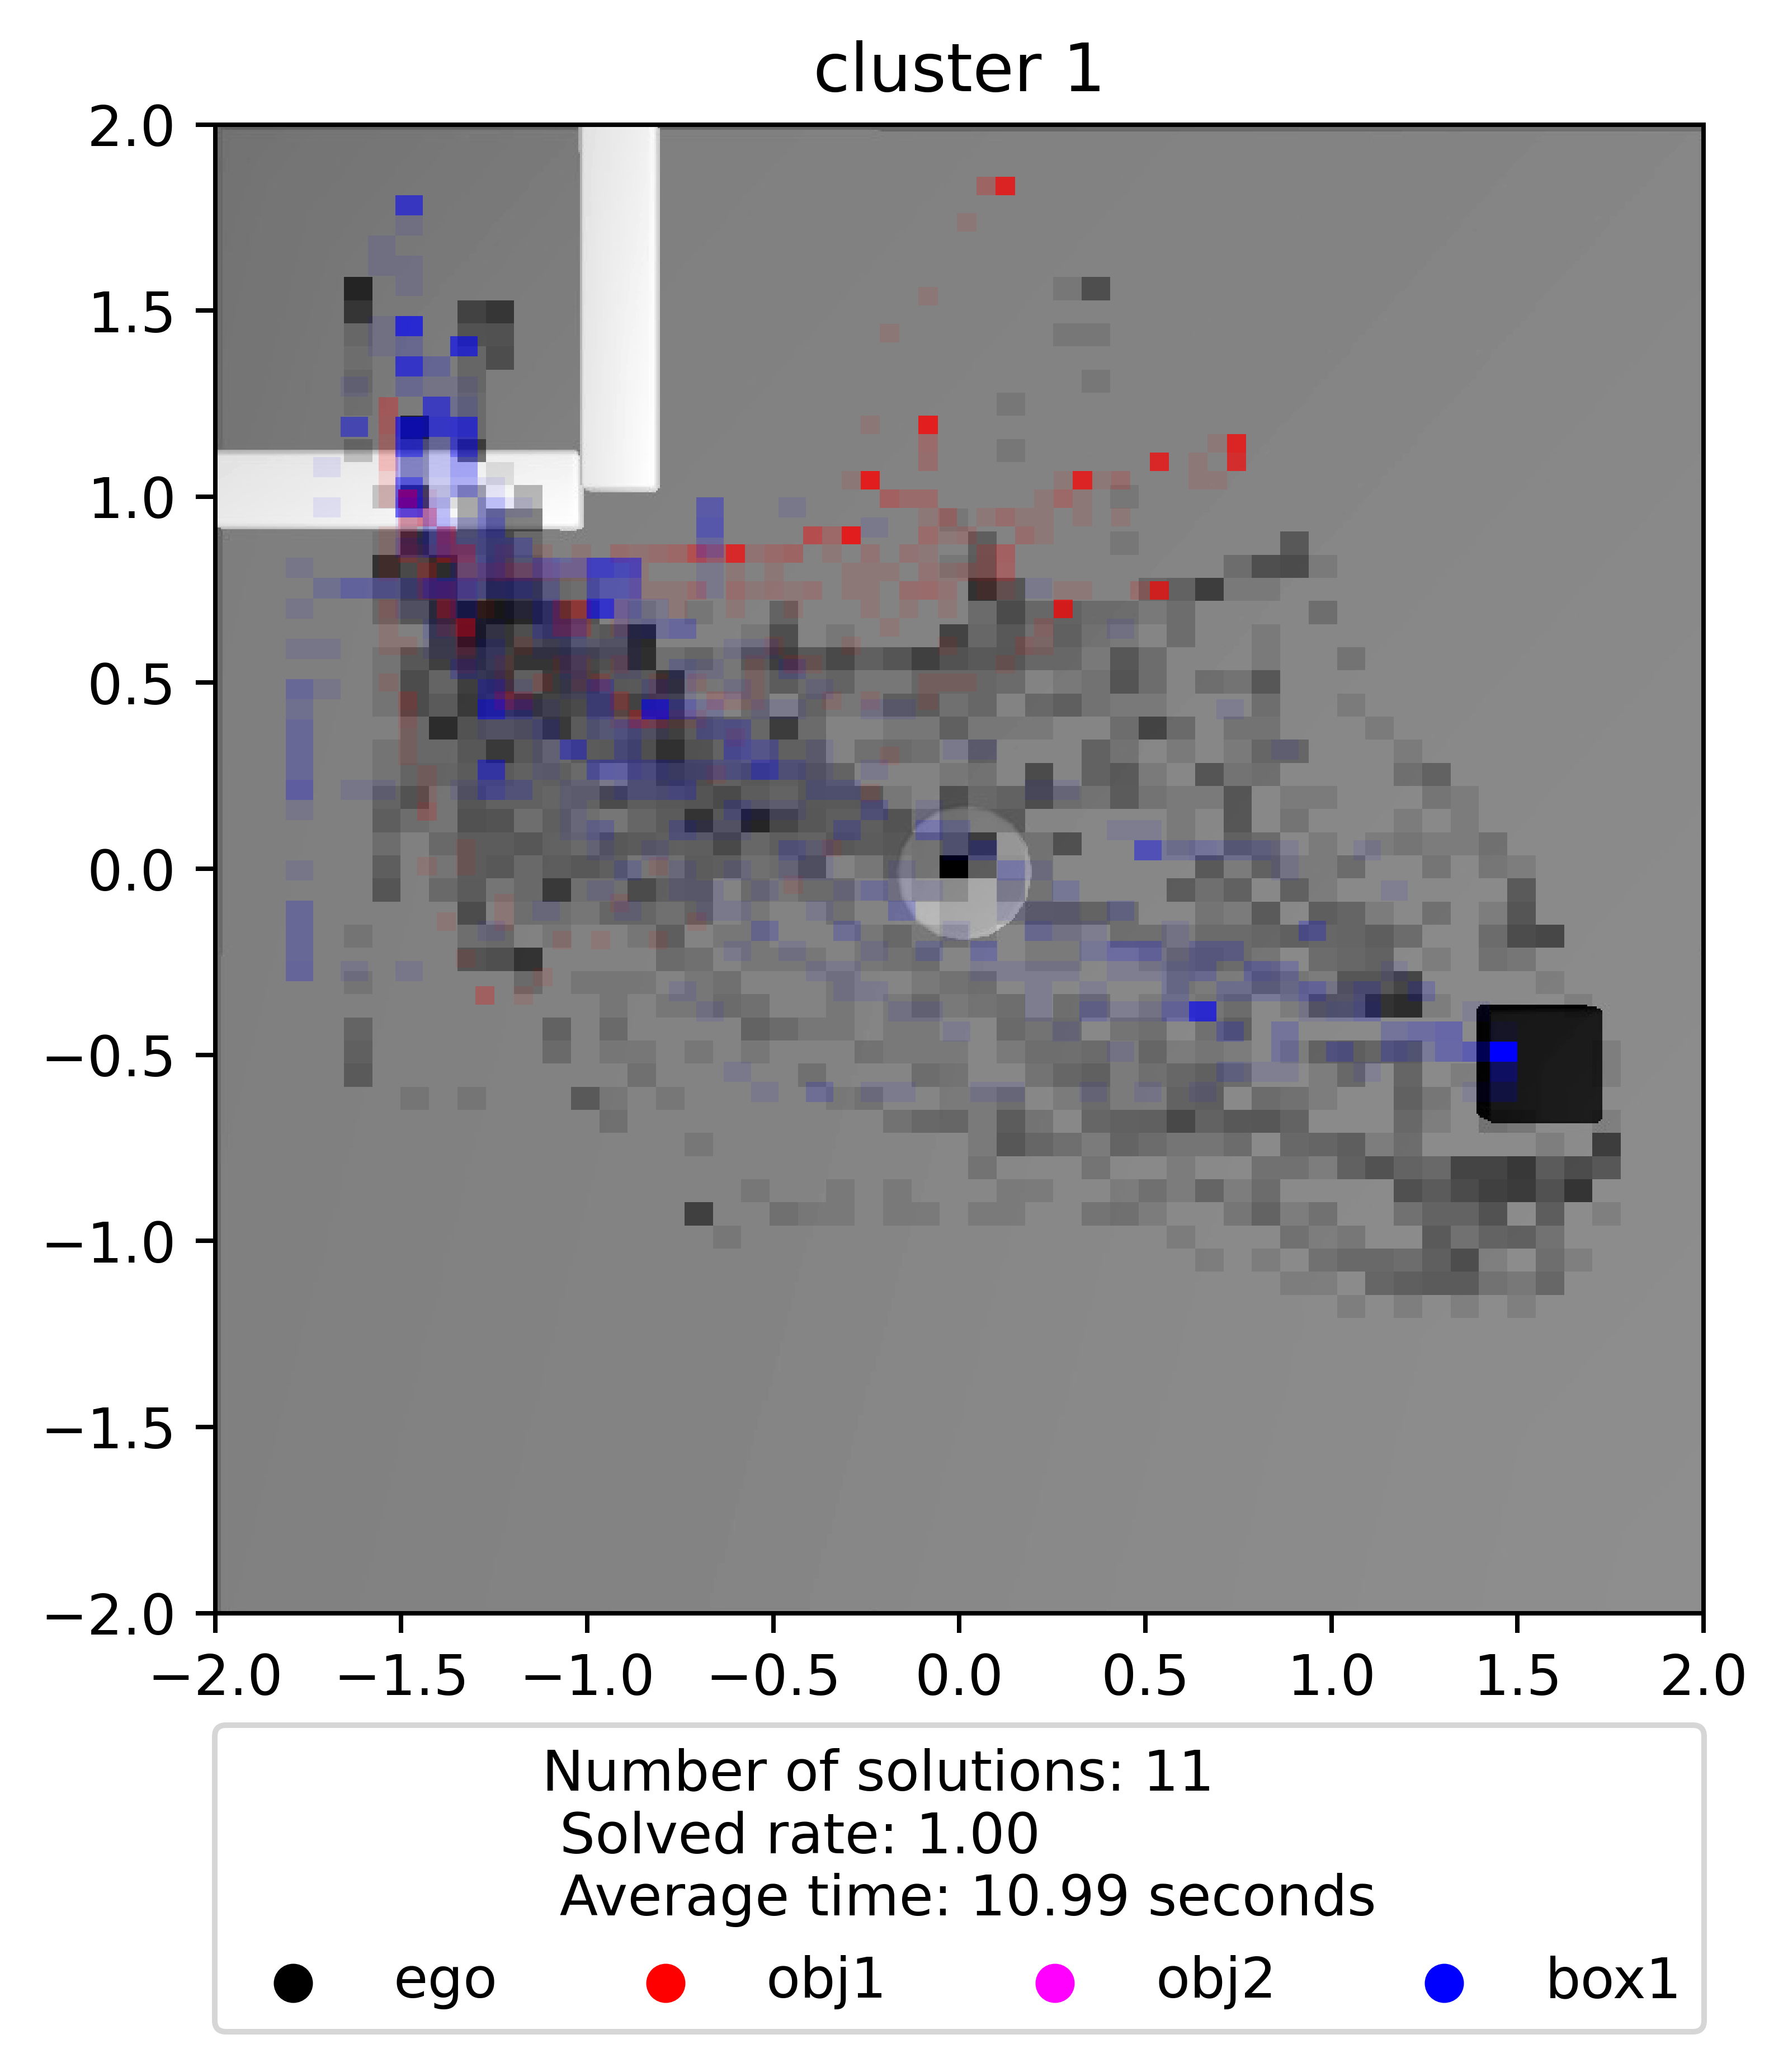 cluster 1
2.0
1.5
1.0
0.5
0.0
−0.5
−1.0
−1.5
−2.0
−2.0 −1.5 −1.0 −0.5 0.0 0.5 1.0 1.5 2.0
Number of solutions: 11
Solved rate: 1.00
Average time: 10.99 seconds
ego obj1 obj2 box1